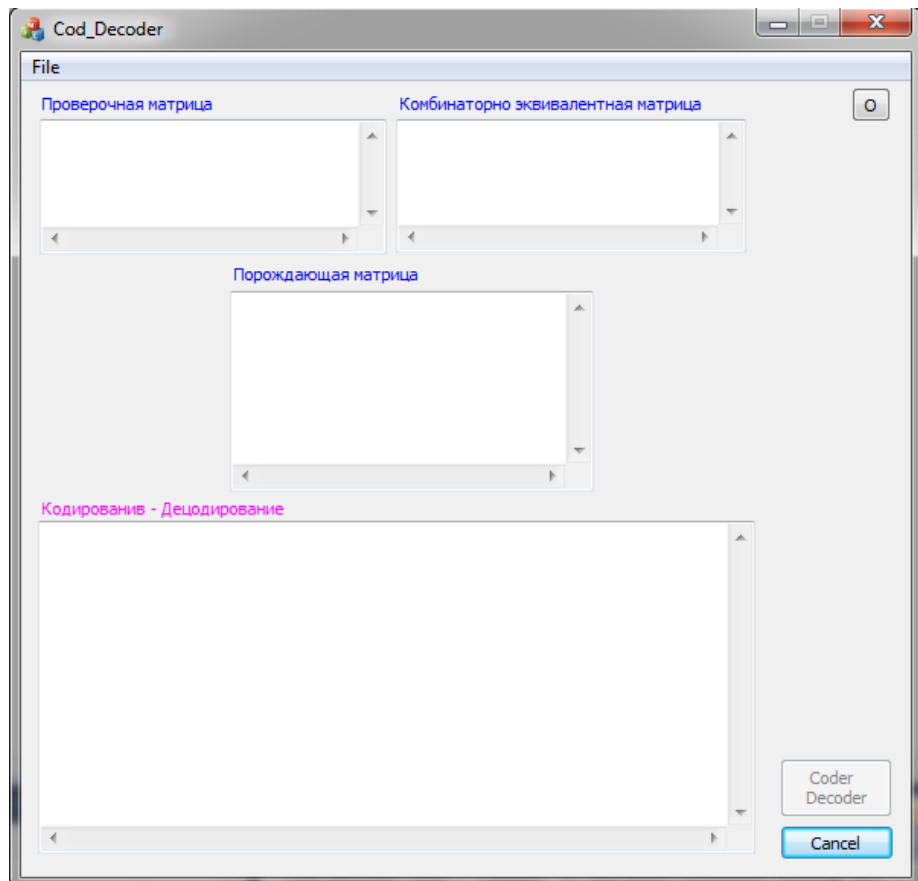 Cod_Decoder
File
Проверочная матрица
Комбинаторно эквивалентная матрица
O
Порождающая матрица
Кодированив - Децодирование
Coder
Decoder
Cancel